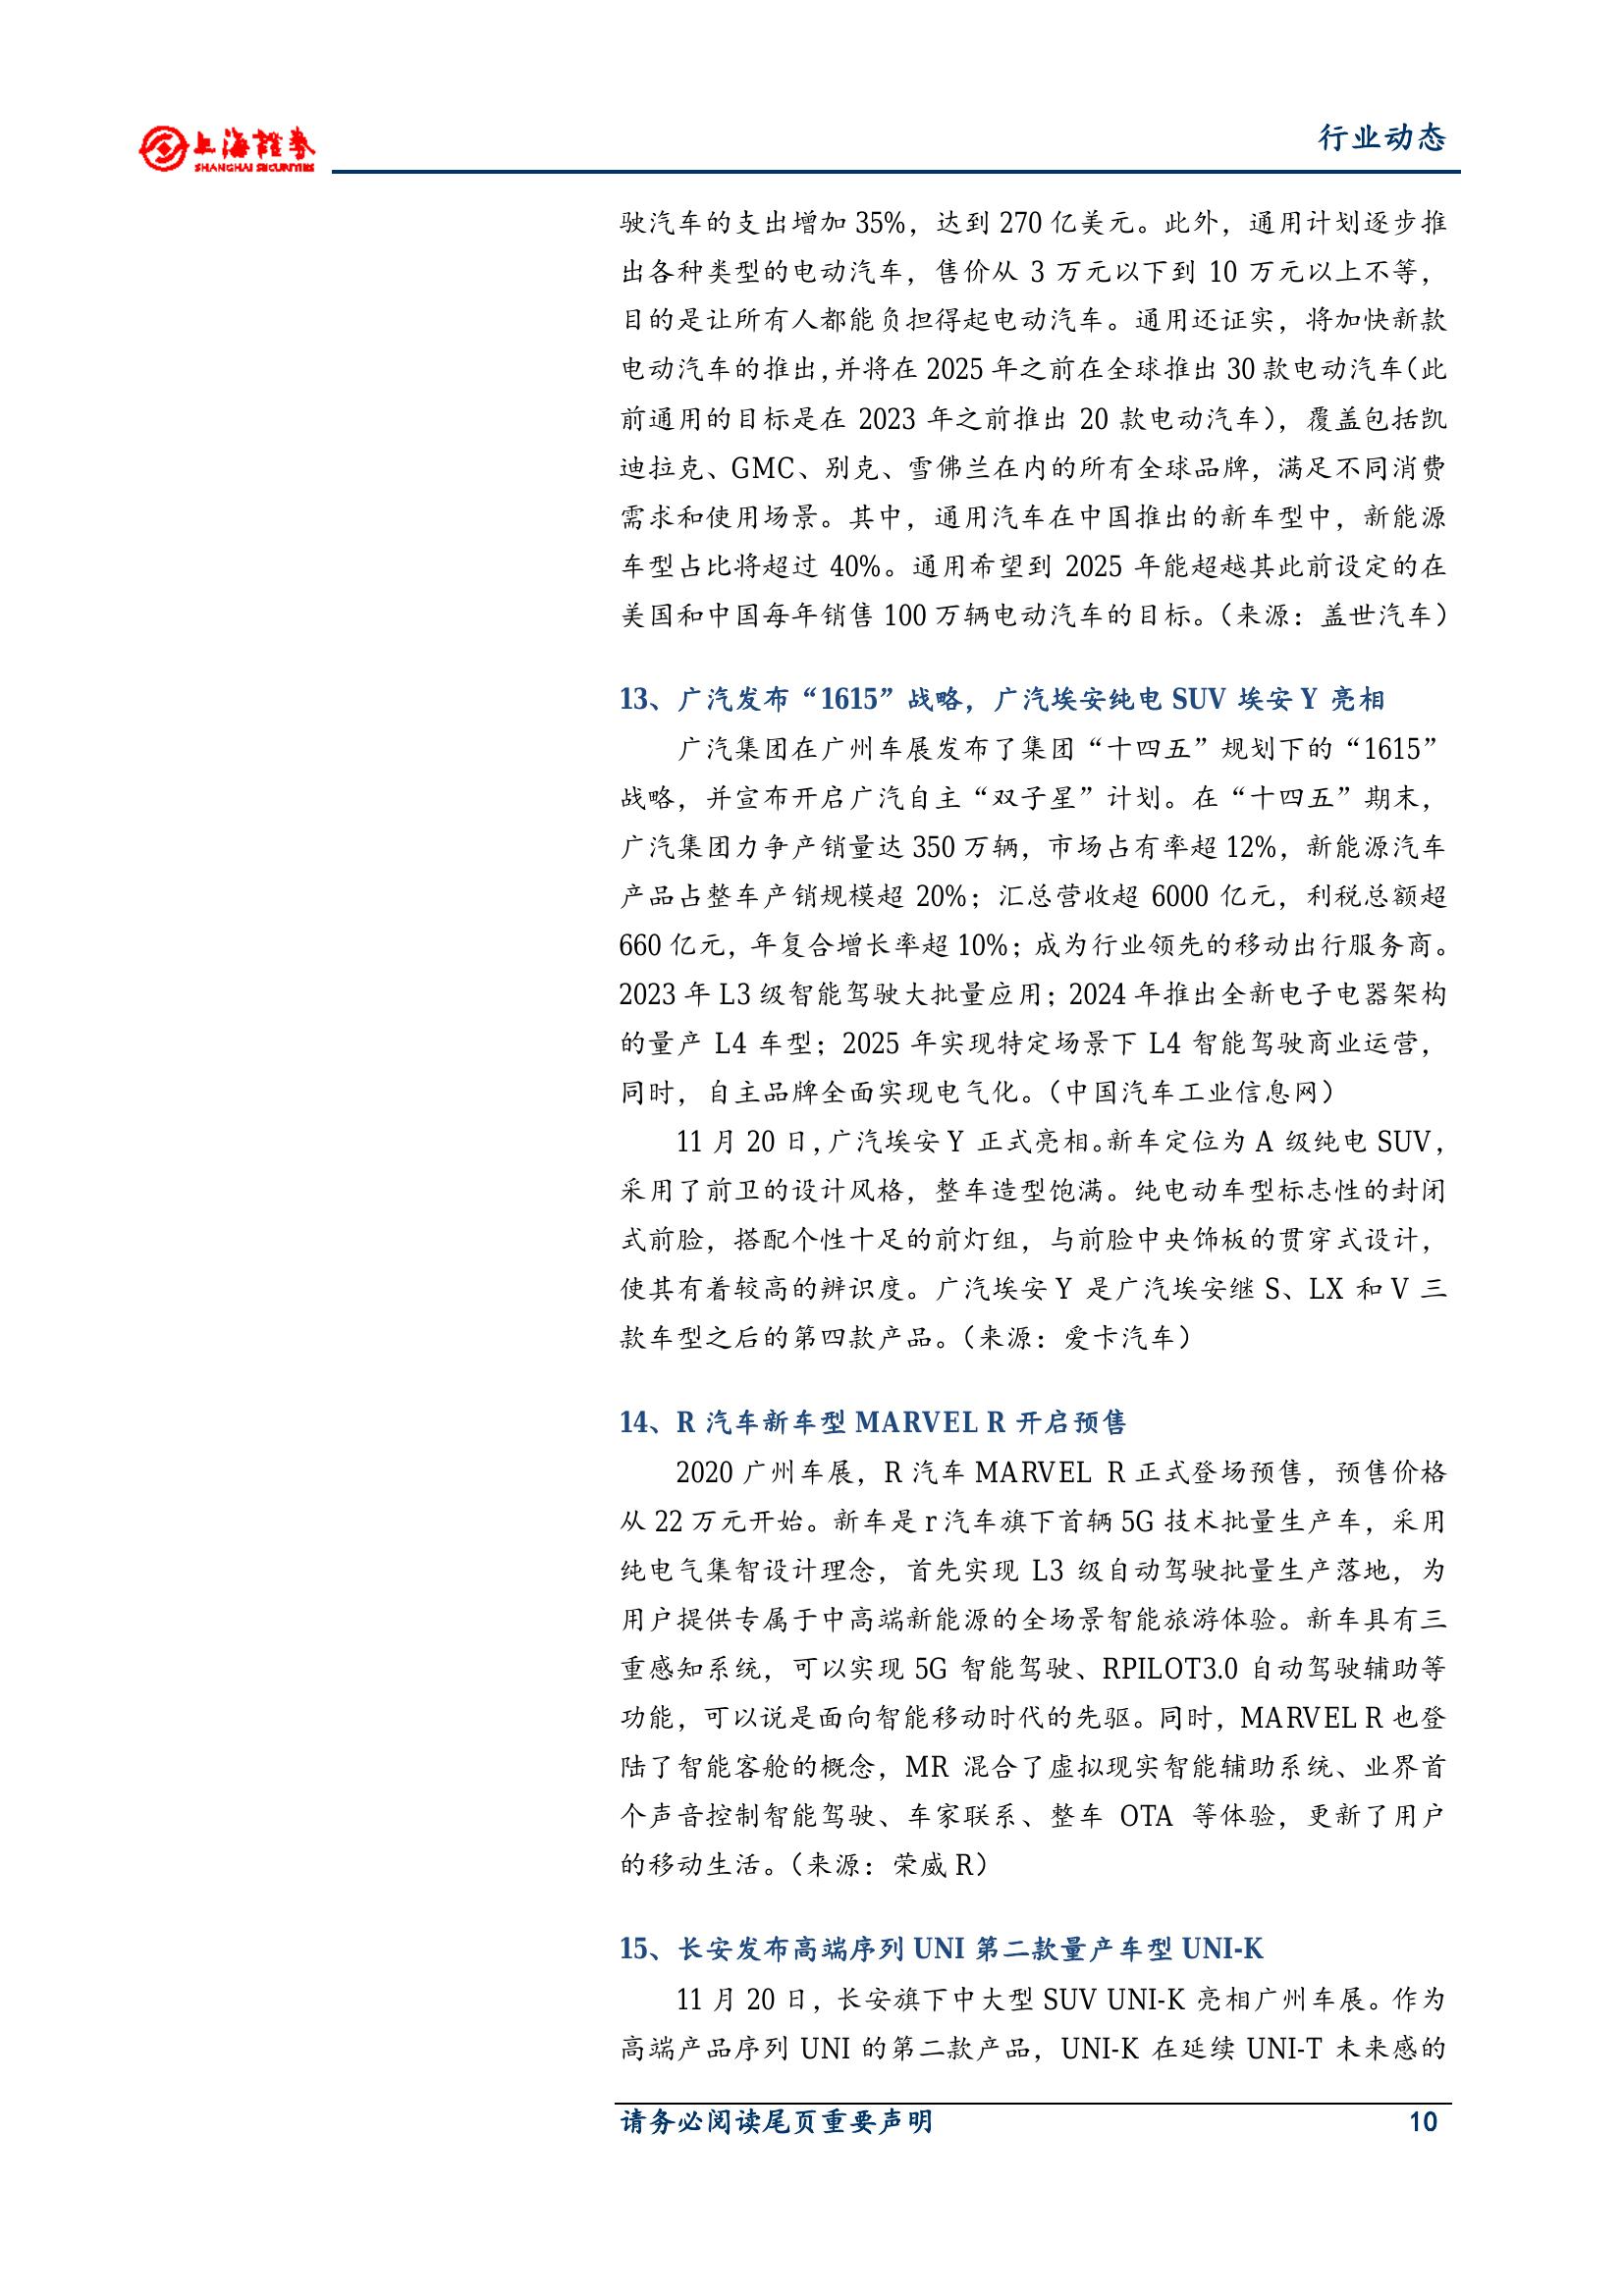 上海證券
SHANGHAI SECURITIES
行业动态
驶汽车的支出增加 35%，达到 270 亿美元。此外，通用计划逐步推
出各种类型的电动汽车，售价从 3 万元以下到 10 万元以上不等，
目的是让所有人都能负担得起电动汽车。通用还证实，将加快新款
电动汽车的推出，并将在 2025 年之前在全球推出 30 款电动汽车（此
前通用的目标是在 2023 年之前推出 20 款电动汽车），覆盖包括凯
迪拉克、GMC、别克、雪佛兰在内的所有全球品牌，满足不同消费
需求和使用场景。其中，通用汽车在中国推出的新车型中，新能源
车型占比将超过 40%。通用希望到 2025 年能超越其此前设定的在
美国和中国每年销售 100 万辆电动汽车的目标。（来源：盖世汽车）
13、广汽发布“1615”战略，广汽埃安纯电 SUV 埃安 Y 亮相
广汽集团在广州车展发布了集团“十四五”规划下的“1615”
战略，并宣布开启广汽自主“双子星”计划。在“十四五”期末，
广汽集团力争产销量达 350 万辆，市场占有率超 12%，新能源汽车
产品占整车产销规模超 20%；汇总营收超 6000 亿元，利税总额超
660 亿元，年复合增长率超 10%；成为行业领先的移动出行服务商。
2023 年 L3 级智能驾驶大批量应用；2024 年推出全新电子电器架构
的量产 L4 车型；2025 年实现特定场景下 L4 智能驾驶商业运营，
同时，自主品牌全面实现电气化。（中国汽车工业信息网）
11 月 20 日，广汽埃安 Y 正式亮相。新车定位为 A 级纯电 SUV，
采用了前卫的设计风格，整车造型饱满。纯电动车型标志性的封闭
式前脸，搭配个性十足的前灯组，与前脸中央饰板的贯穿式设计，
使其有着较高的辨识度。广汽埃安 Y 是广汽埃安继 S、LX 和 V 三
款车型之后的第四款产品。（来源：爱卡汽车）
14、R 汽车新车型 MARVEL R 开启预售
2020 广州车展，R 汽车 MARVEL R 正式登场预售，预售价格
从 22 万元开始。新车是 r 汽车旗下首辆 5G 技术批量生产车，采用
纯电气集智设计理念，首先实现 L3 级自动驾驶批量生产落地，为
用户提供专属于中高端新能源的全场景智能旅游体验。新车具有三
重感知系统，可以实现 5G 智能驾驶、RPILOT3.0 自动驾驶辅助等
功能，可以说是面向智能移动时代的先驱。同时，MARVEL R 也登
陆了智能客舱的概念，MR 混合了虚拟现实智能辅助系统、业界首
个声音控制智能驾驶、车家联系、整车 OTA 等体验，更新了用户
的移动生活。（来源：荣威 R）
15、长安发布高端序列 UNI 第二款量产车型 UNI-K
11 月 20 日，长安旗下中大型 SUV UNI-K 亮相广州车展。作为
高端产品序列 UNI 的第二款产品，UNI-K 在延续 UNI-T 未来感的
请务必阅读尾页重要声明
10